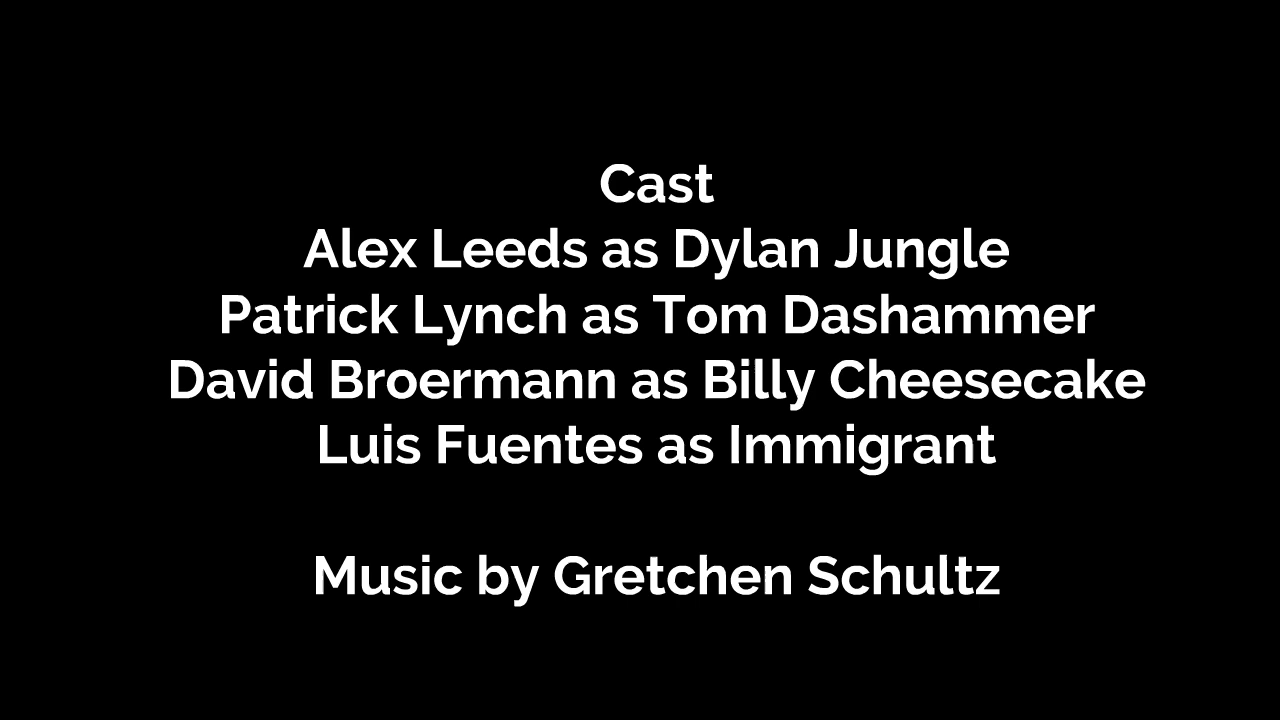 Cast
Alex Leeds as Dylan Jungle
Patrick Lynch as Tom Dashammer
David Broermann as Billy Cheesecake
Luis Fuentes as Immigrant
Music by Gretchen Schultz